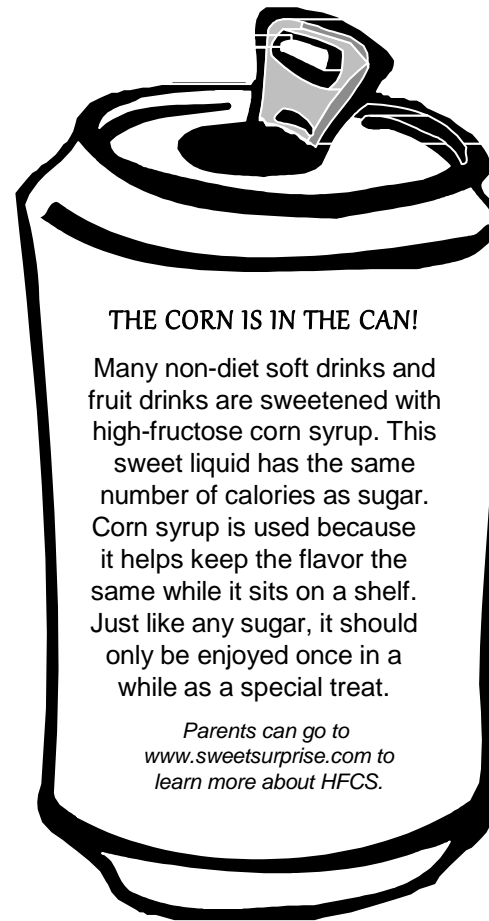 THE CORN IS IN THE CAN!
Many non-diet soft drinks and
fruit drinks are sweetened with
high-fructose corn syrup. This
sweet liquid has the same
number of calories as sugar.
Corn syrup is used because
it helps keep the flavor the
same while it sits on a shelf.
Just like any sugar, it should
only be enjoyed once in a
while as a special treat.
Parents can go to
www.sweetsurprise.com to
learn more about HFCS.